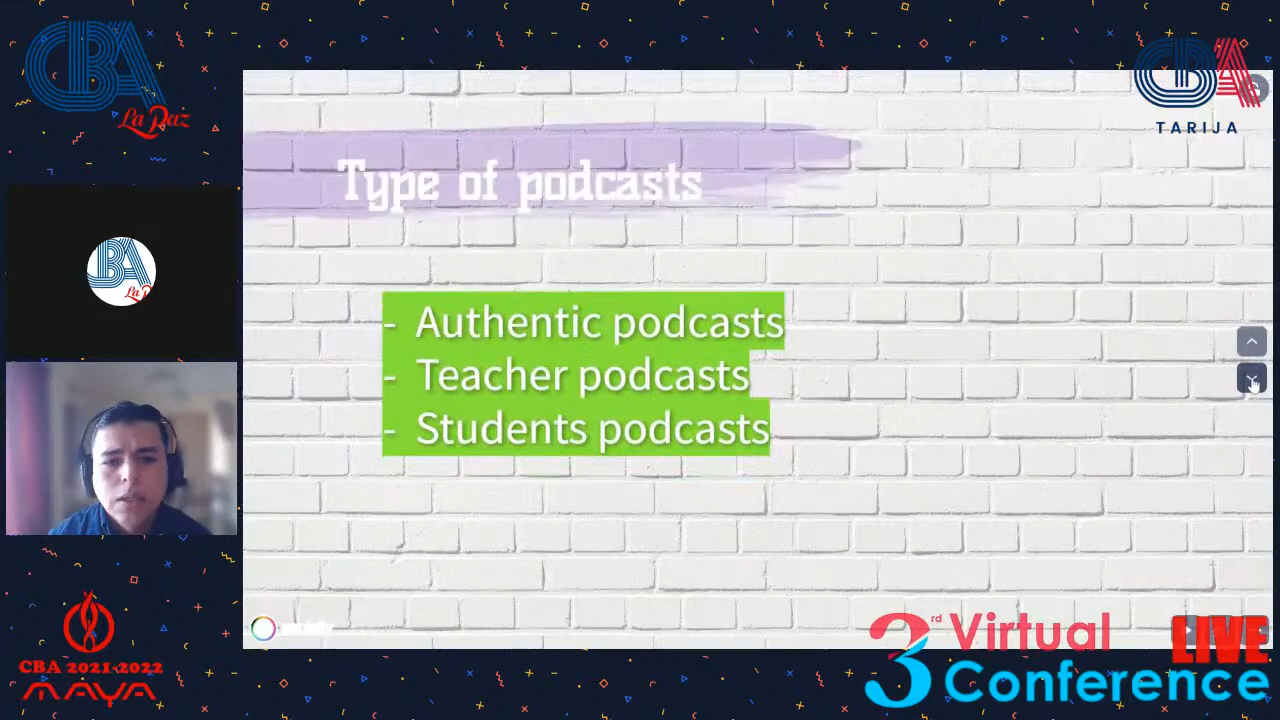 CBA
La Paz
CBA
TARIJA
Type of podcasts
- Authentic podcasts
- Teacher podcasts
- Students podcasts
CBA 2021-2022
MAYA
3rd Virtual
Conference
LIVE